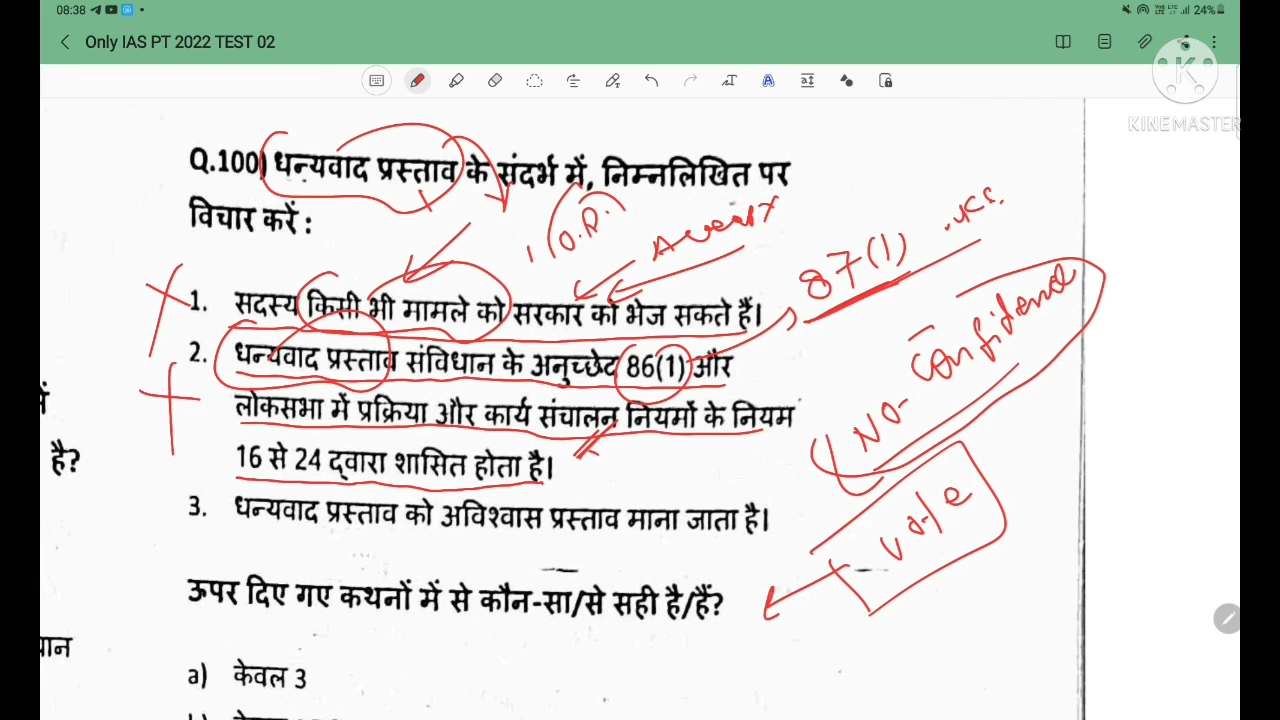 08:38
24%
Only IAS PT 2022 TEST 02
KINEMASTER
Q.100) धन्यवाद प्रस्ताव के संदर्भ में, निम्नलिखित पर
विचार करें :
1. सदस्य किसी भी मामले को सरकार को भेज सकते हैं।
87(1)
2. धन्यवाद प्रस्ताव संविधान के अनुच्छेद 86(1) और
लोकसभा में प्रक्रिया और कार्य संचालन नियमों के नियम
16 से 24 द्वारा शासित होता है।
No-
Confidence
vote
में
है?
3. धन्यवाद प्रस्ताव को अविश्वास प्रस्ताव माना जाता है।
ऊपर दिए गए कथनों में से कौन-सा/से सही है/हैं?
a) केवल 3